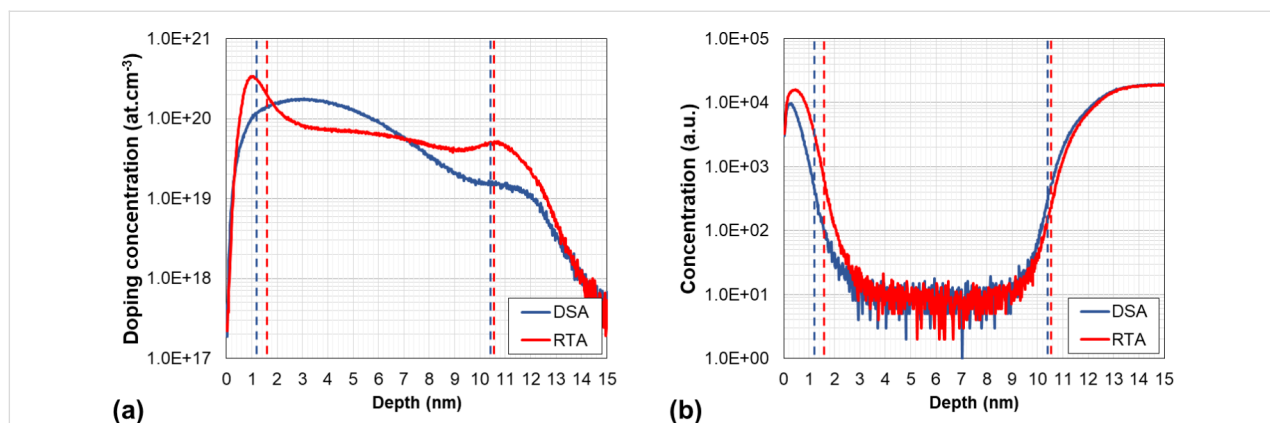 Doping concentration (at.cm-3)
1.0E+21
1.0E+20
1.0E+19
1.0E+18
1.0E+17
DSA
RTA
0 1 2 3 4 5 6 7 8 9 10 11 12 13 14 15
Depth (nm)
(a)
Concentration (a.u.)
1.0E+05
1.0E+04
1.0E+03
1.0E+02
1.0E+01
1.0E+00
DSA
RTA
0 1 2 3 4 5 6 7 8 9 10 11 12 13 14 15
Depth (nm)
(b)